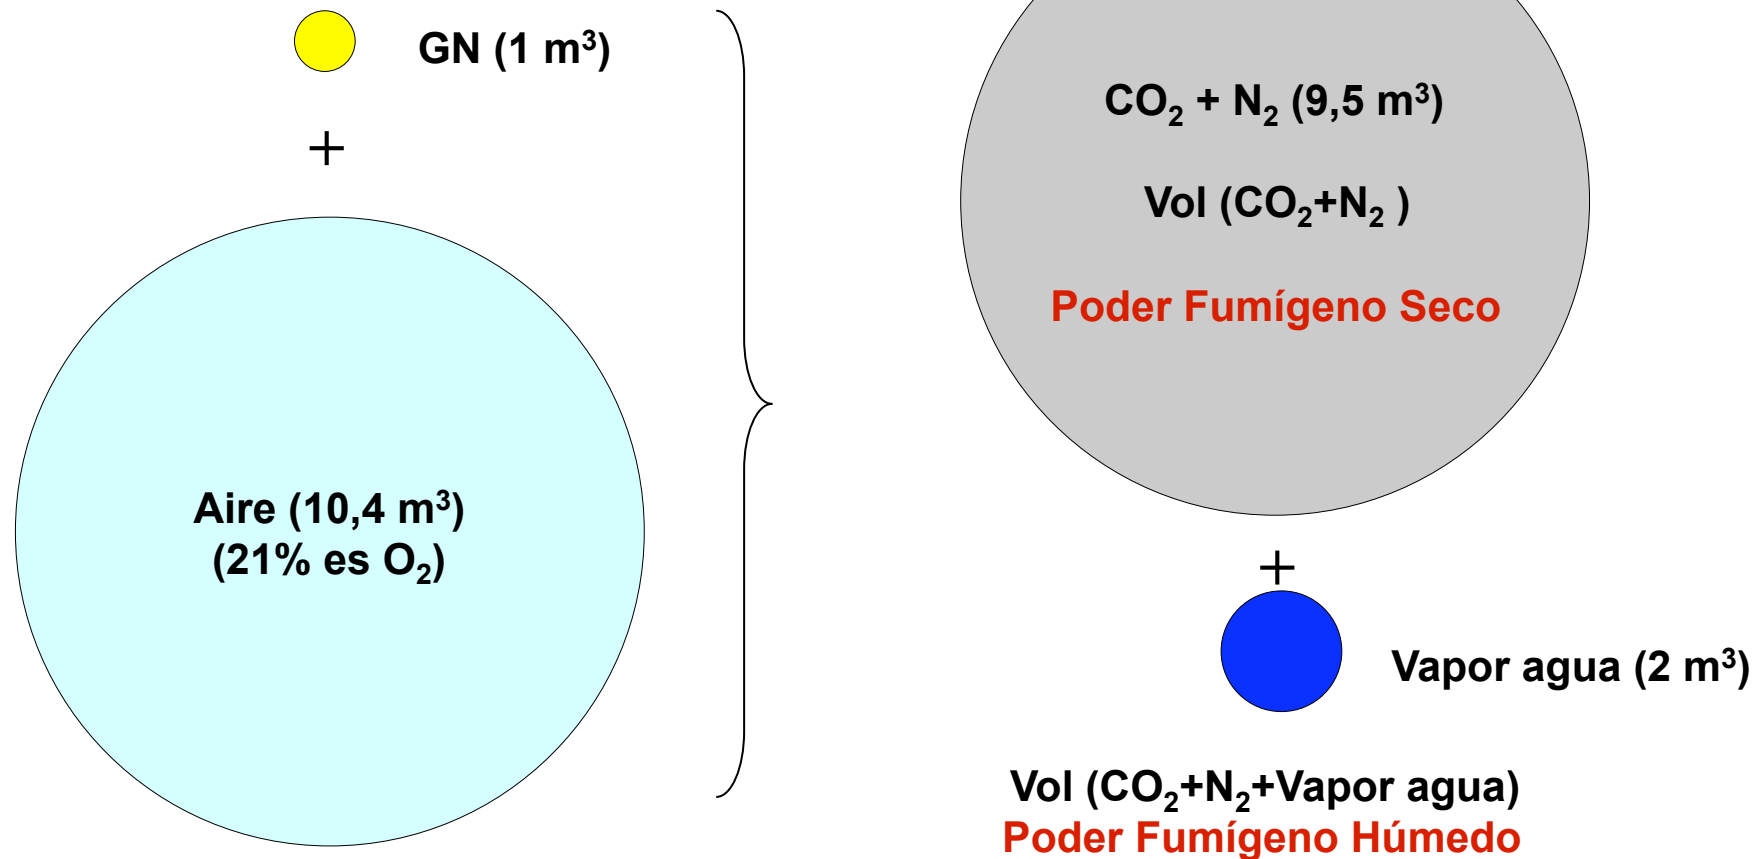 GN (1 m³)
+
Aire (10,4 m³)
(21% es O₂)
CO₂ + N₂ (9,5 m³)
Vol (CO₂+N₂ )
Poder Fumígeno Seco
+
Vapor agua (2 m³)
Vol (CO₂+N₂+Vapor agua)
Poder Fumígeno Húmedo